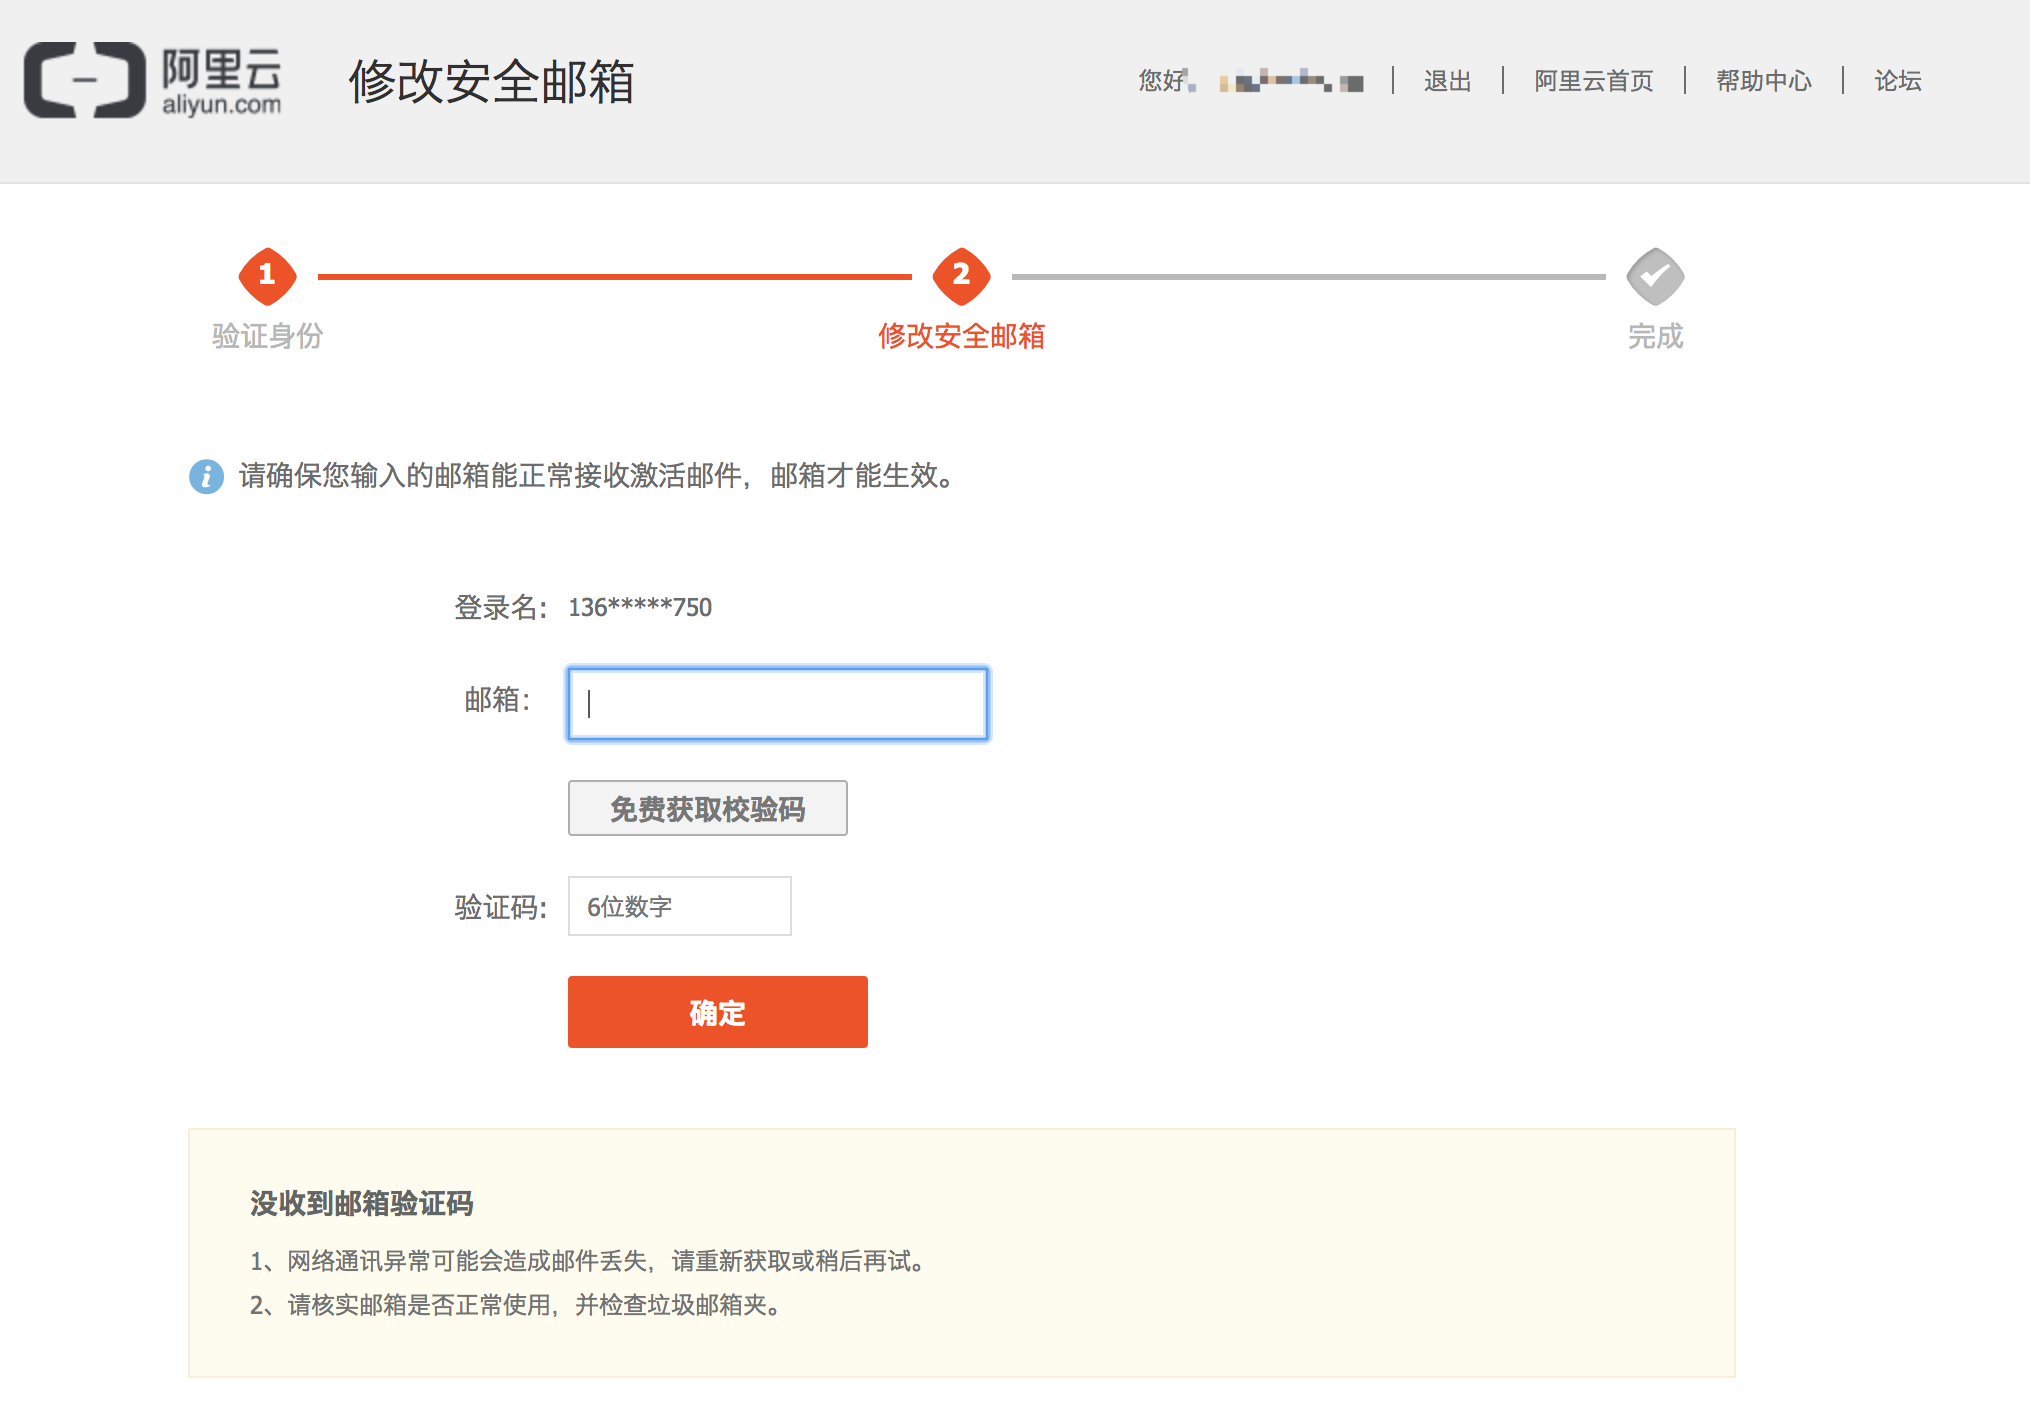 阿里云
aliyun.com
修改安全邮箱
您好, 退出 | 阿里云首页 | 帮助中心 | 论坛
1 2
验证身份 修改安全邮箱 完成
请确保您输入的邮箱能正常接收激活邮件，邮箱才能生效。
登录名: 136*****750
邮箱：
免费获取校验码
验证码: 6位数字
确定
没收到邮箱验证码
1、网络通讯异常可能会造成邮件丢失，请重新获取或稍后再试。
2、请核实邮箱是否正常使用，并检查垃圾邮箱夹。